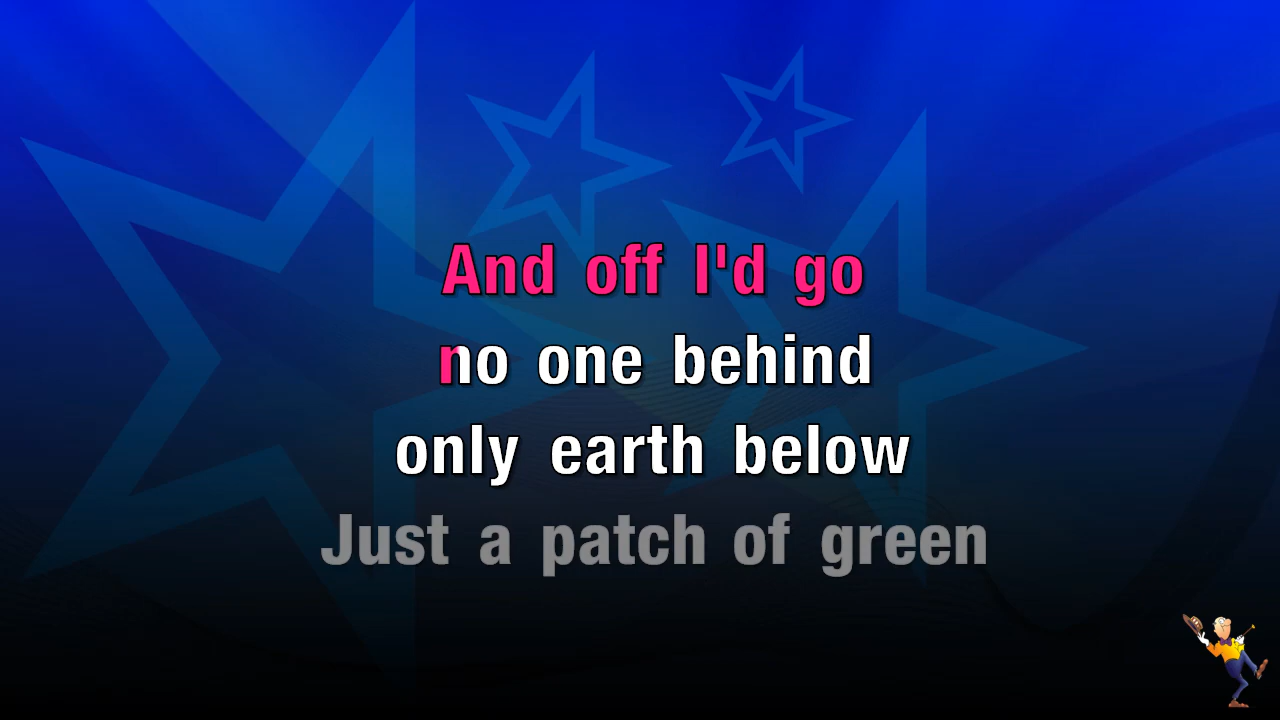 And off I'd go
no one behind
only earth below
Just a patch of green